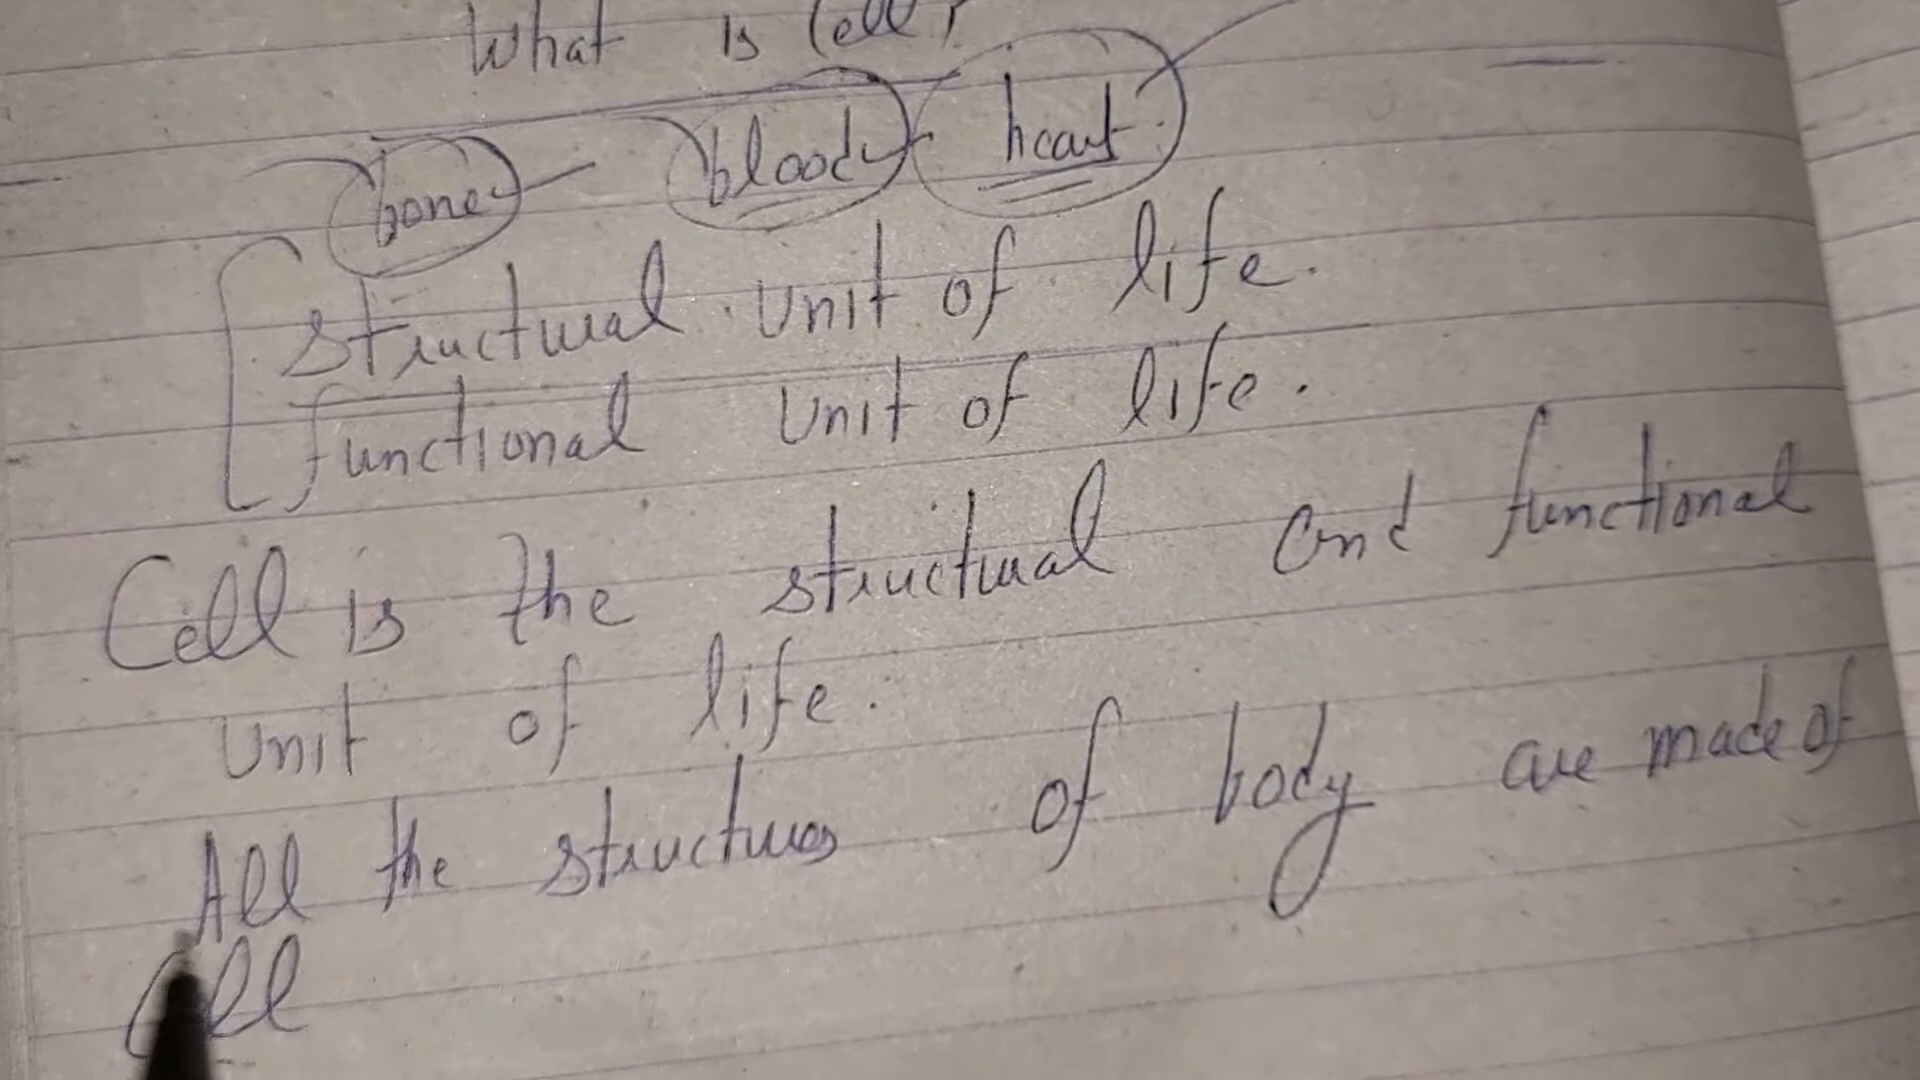 What is Cell?
bone blood heart
structural unit of life.
functional unit of life.
Cell is the structural and functional
unit of life.
All the structures of body are made of
Cell